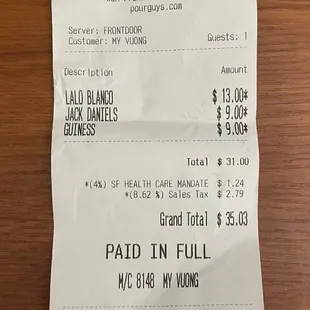 pourguys.com
Server: FRONTDOOR
Customer: MY VUONG Guests: 1
Description Amount
LALO BLANCO $ 13.00*
JACK DANIELS $ 9.00*
GUINESS $ 9.00*
Total $ 31.00
*(4%) SF HEALTH CARE MANDATE $ 1.24
*(8.62 %) Sales Tax $ 2.79
Grand Total $ 35.03
PAID IN FULL
M/C 8148 MY VUONG